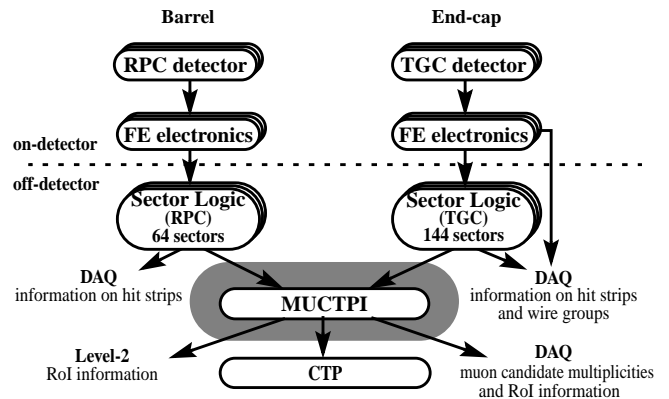 Barrel
End-cap
RPC detector
TGC detector
FE electronics
FE electronics
on-detector
off-detector
Sector Logic
(RPC)
64 sectors
Sector Logic
(TGC)
144 sectors
DAQ
information on hit strips
DAQ
information on hit strips
and wire groups
MUCTPI
Level-2
RoI information
CTP
DAQ
muon candidate multiplicities
and RoI information